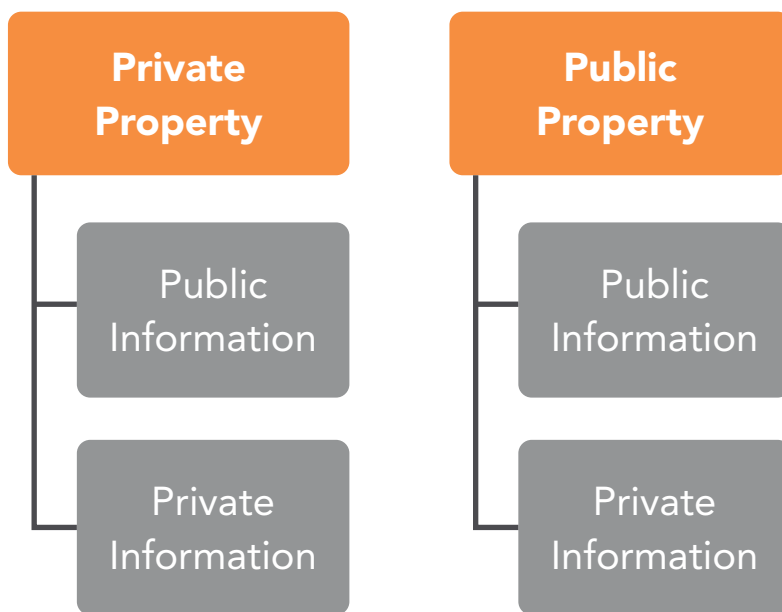 Private
Property
Public
Information
Private
Information
Public
Property
Public
Information
Private
Information